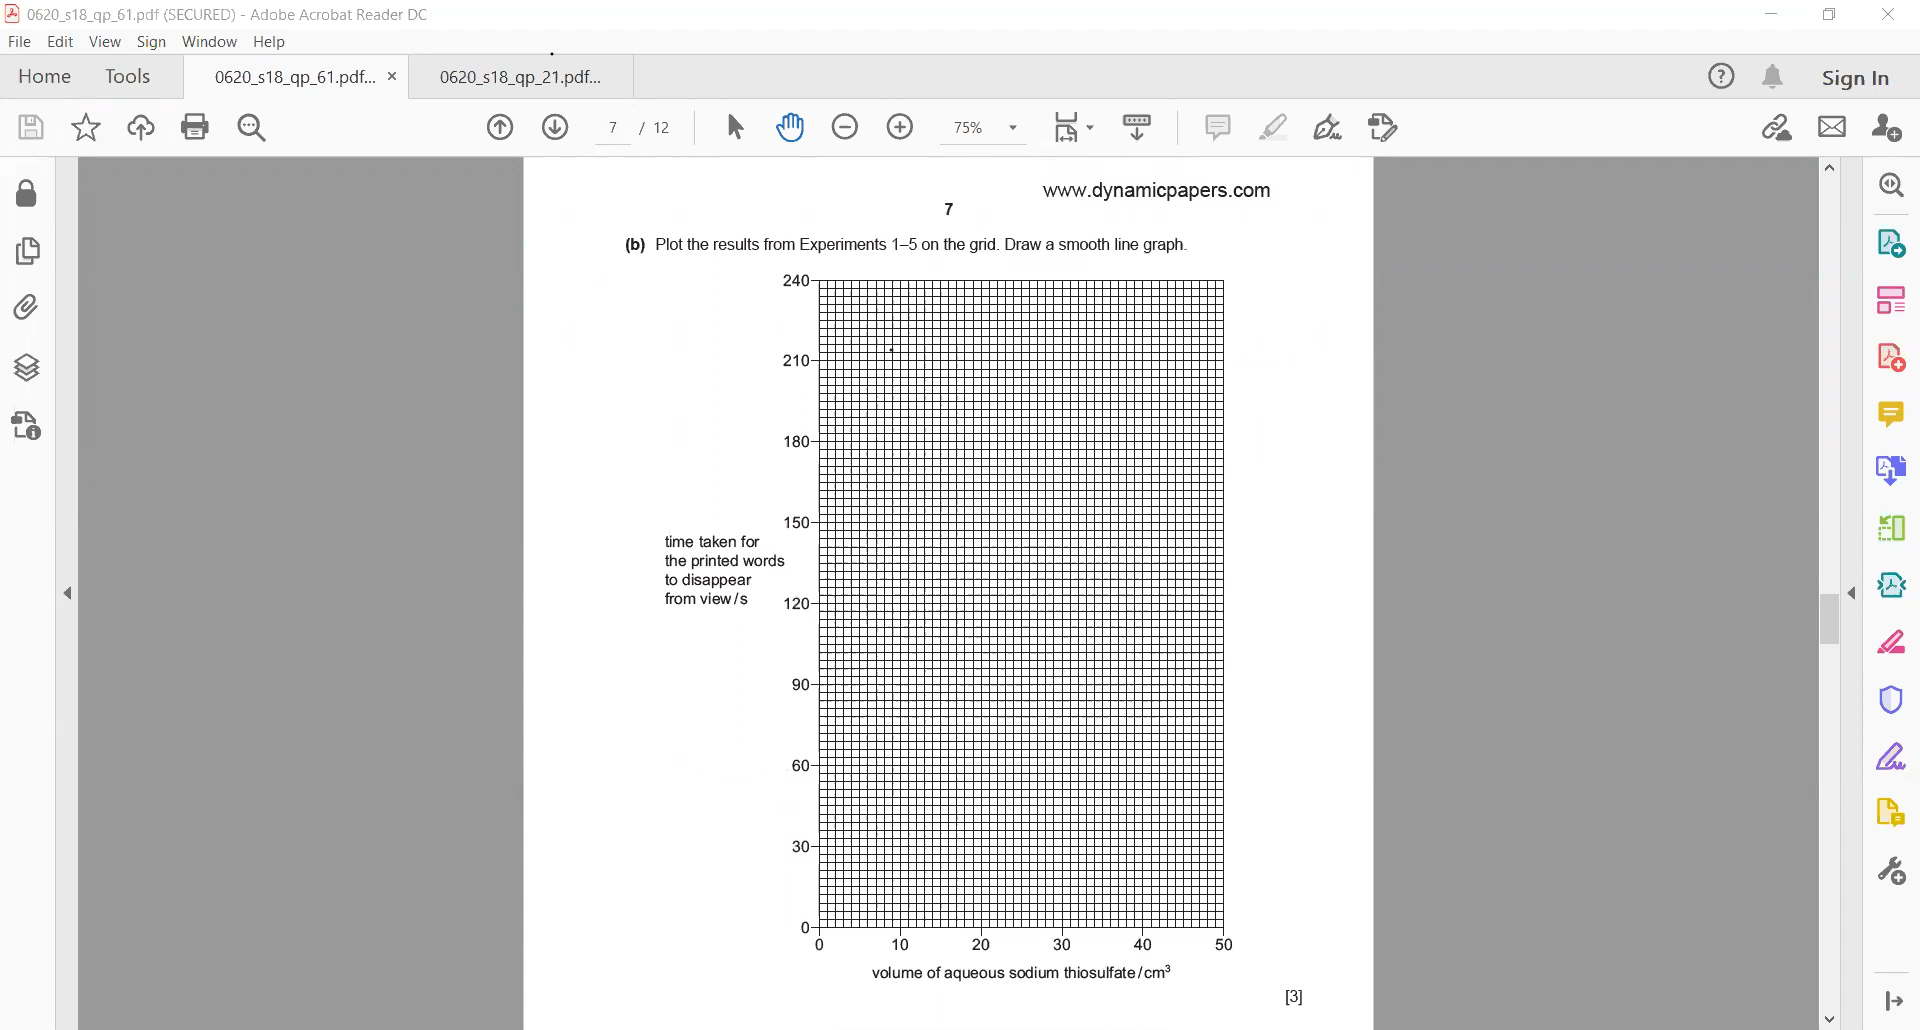 0620_s18_qp_61.pdf (SECURED) - Adobe Acrobat Reader DC
File Edit View Sign Window Help
Home Tools 0620_s18_qp_61.pdf... × 0620_s18_qp_21.pdf... Sign In
7 / 12 75%
www.dynamicpapers.com
7
(b) Plot the results from Experiments 1–5 on the grid. Draw a smooth line graph.
240
210
180
150
time taken for
the printed words
to disappear
from view / s
120
90
60
30
0
0 10 20 30 40 50
volume of aqueous sodium thiosulfate / cm³
[3]